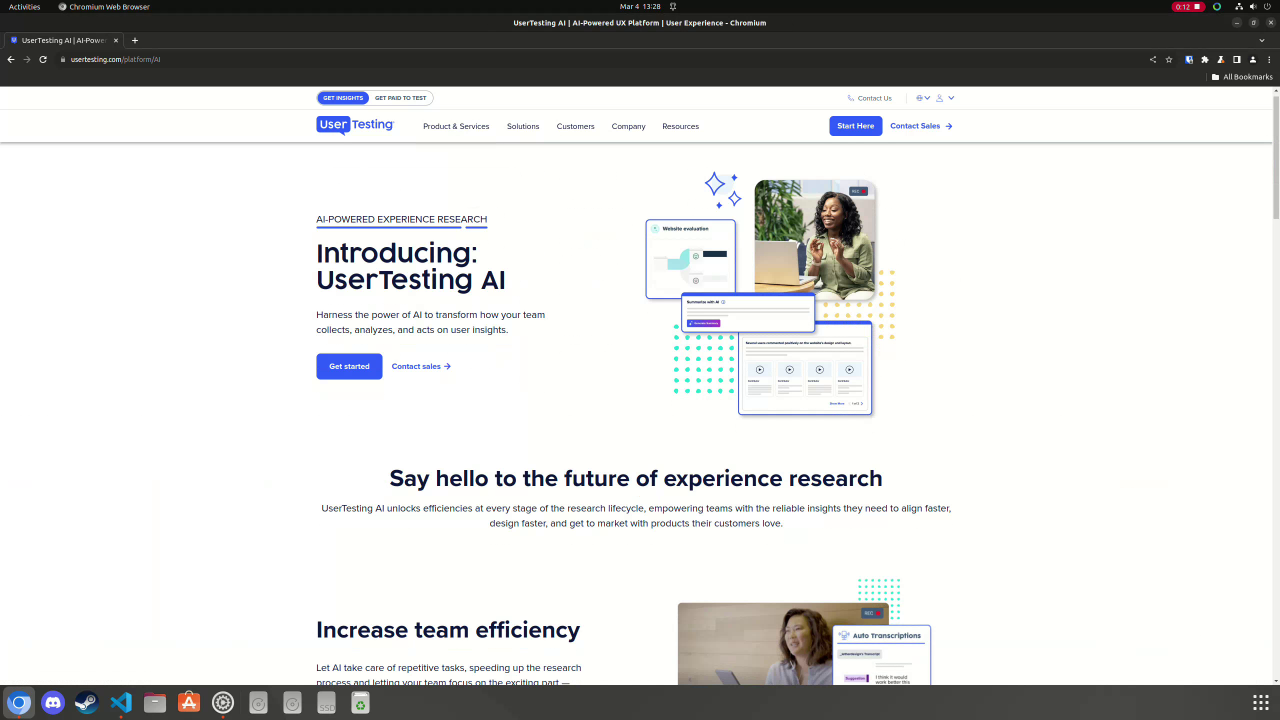 Activities
Chromium Web Browser
Mar 4 13:28
0:12
UserTesting AI | AI-Powered UX Platform | User Experience - Chromium
UserTesting AI | AI-Power
usertesting.com/platform/AI
All Bookmarks
GET INSIGHTS
GET PAID TO TEST
Contact Us
UserTesting
Product & Services
Solutions
Customers
Company
Resources
Start Here
Contact Sales
AI-POWERED EXPERIENCE RESEARCH
Introducing:
UserTesting AI
Harness the power of AI to transform how your team
collects, analyzes, and acts on user insights.
Get started
Contact sales
REC
Website evaluation
Summarize with AI
Several users commented positively on the website's design and layout
Show More
Say hello to the future of experience research
UserTesting AI unlocks efficiencies at every stage of the research lifecycle, empowering teams with the reliable insights they need to align faster,
design faster, and get to market with products their customers love.
Increase team efficiency
Let AI take care of repetitive tasks, speeding up the research
process and letting your team focus on the exciting part —
REC
Auto Transcriptions
Suggestion
I think it would
work better this
SSD